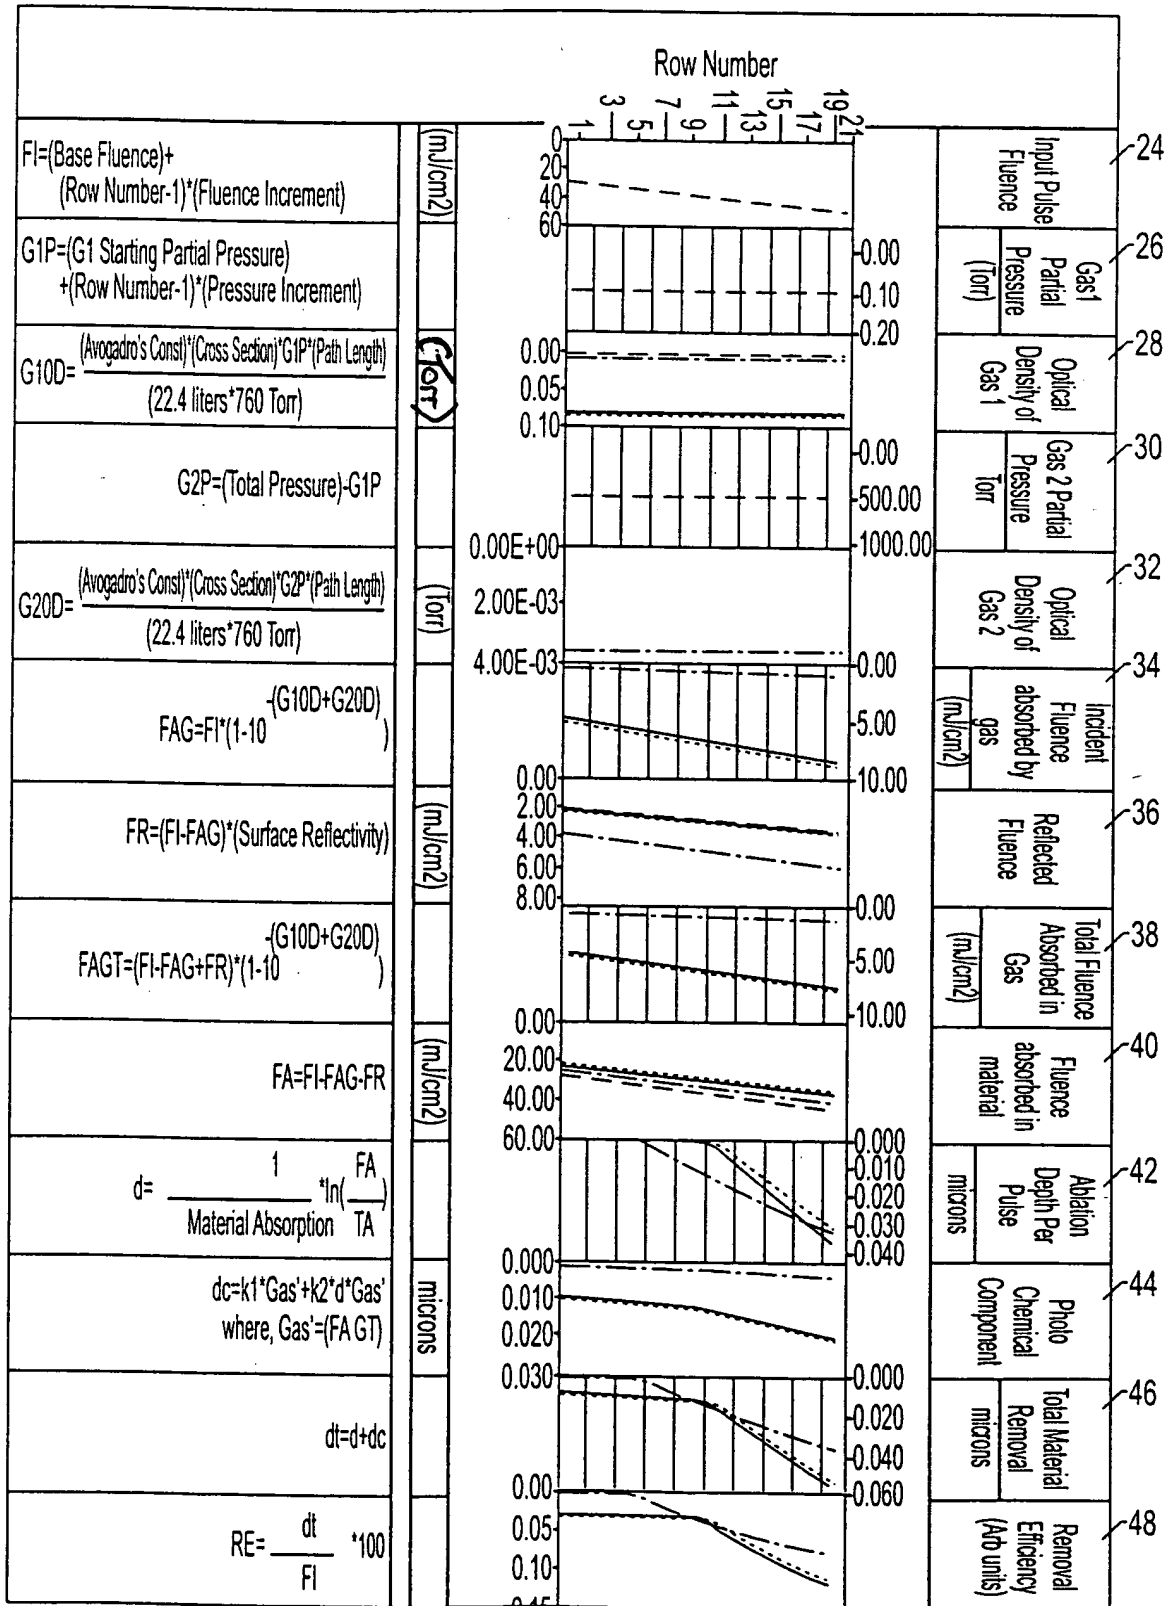 Row Number
1
3
5
7
9
11
13
15
17
19
21
FI=(Base Fluence)+
(Row Number-1)*(Fluence Increment)
(mJ/cm2)
0
20
40
60
Input Pulse
Fluence
24
G1P=(G1 Starting Partial Pressure)
+(Row Number-1)*(Pressure Increment)
0.00
0.10
0.20
Gas1
Partial
Pressure
(Torr)
26
G10D=
(Avogadro's Const)*(Cross Section)*G1P*(Path Length)
(22.4 liters*760 Torr)
(Torr)
0.00
0.05
0.10
Optical
Density of
Gas 1
28
G2P=(Total Pressure)-G1P
0.00
500.00
1000.00
Gas 2 Partial
Pressure
Torr
30
G20D=
(Avogadro's Const)*(Cross Section)*G2P*(Path Length)
(22.4 liters*760 Torr)
(Torr)
0.00E+00
2.00E-03
4.00E-03
Optical
Density of
Gas 2
32
FAG=FI*(1-10 -(G10D+G20D) )
0.00
5.00
10.00
Incident
Fluence
absorbed by
gas
(mJ/cm2)
34
FR=(FI-FAG)*(Surface Reflectivity)
(mJ/cm2)
0.00
2.00
4.00
6.00
8.00
Reflected
Fluence
36
FAGT=(FI-FAG+FR)*(1-10 -(G10D+G20D) )
0.00
5.00
10.00
Total Fluence
Absorbed in
Gas
(mJ/cm2)
38
FA=FI-FAG-FR
(mJ/cm2)
0.00
20.00
40.00
60.00
Fluence
absorbed in
material
40
d= 1 / Material Absorption *ln( FA / TA )
0.000
0.010
0.020
0.030
0.040
Ablation
Depth Per
Pulse
microns
42
dc=k1*Gas'+k2*d*Gas'
where, Gas'=(FA GT)
microns
0.000
0.010
0.020
0.030
Photo
Chemical
Component
44
dt=d+dc
0.000
0.020
0.040
0.060
Total Material
Removal
microns
46
RE= dt / FI *100
0.00
0.05
0.10
0.15
Removal
Efficiency
(Arb units)
48